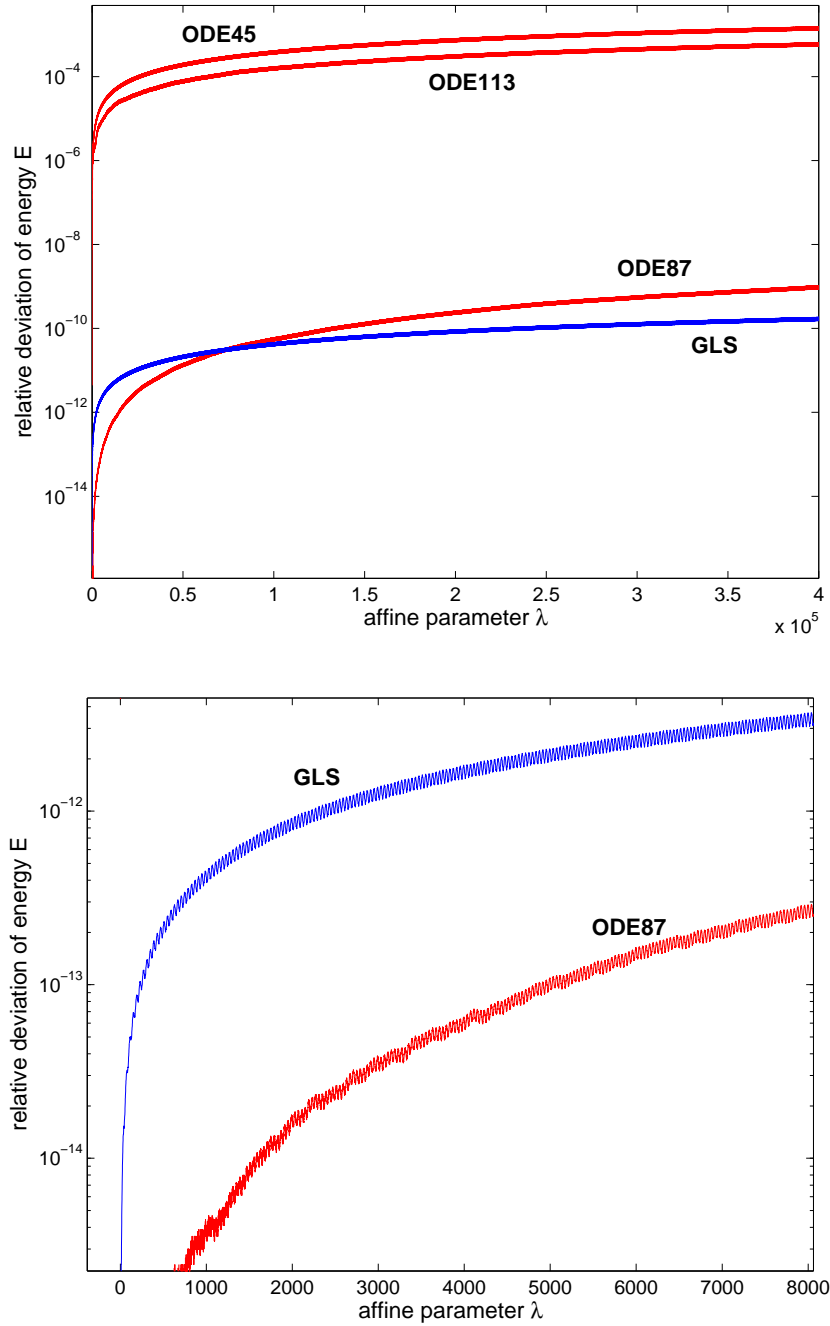 ODE45
ODE113
ODE87
GLS
relative deviation of energy E
10^−4
10^−6
10^−8
10^−10
10^−12
10^−14
0
0.5
1
1.5
2
2.5
3
3.5
4
x 10^5
affine parameter λ
GLS
ODE87
relative deviation of energy E
10^−12
10^−13
10^−14
0
1000
2000
3000
4000
5000
6000
7000
8000
affine parameter λ